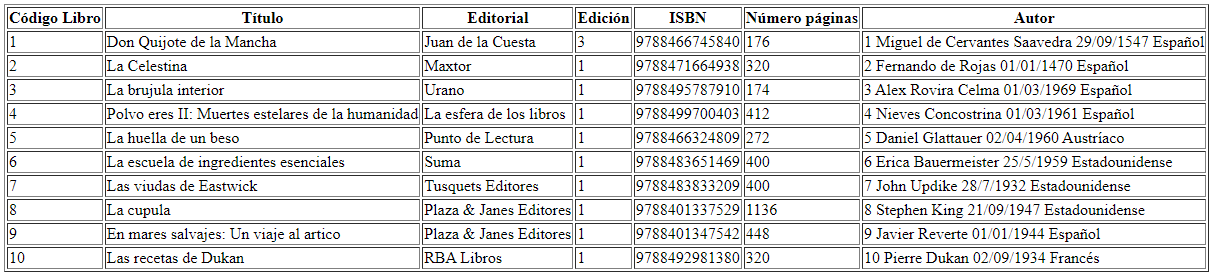 Código Libro Título Editorial Edición ISBN Número páginas Autor
1 Don Quijote de la Mancha Juan de la Cuesta 3 9788466745840 176 1 Miguel de Cervantes Saavedra 29/09/1547 Español
2 La Celestina Maxtor 1 9788471664938 320 2 Fernando de Rojas 01/01/1470 Español
3 La brujula interior Urano 1 9788495787910 174 3 Alex Rovira Celma 01/03/1969 Español
4 Polvo eres II: Muertes estelares de la humanidad La esfera de los libros 1 9788499700403 412 4 Nieves Concostrina 01/03/1961 Español
5 La huella de un beso Punto de Lectura 1 9788466324809 272 5 Daniel Glattauer 02/04/1960 Austríaco
6 La escuela de ingredientes esenciales Suma 1 9788483651469 400 6 Erica Bauermeister 25/5/1959 Estadounidense
7 Las viudas de Eastwick Tusquets Editores 1 9788483833209 400 7 John Updike 28/7/1932 Estadounidense
8 La cupula Plaza & Janes Editores 1 9788401337529 1136 8 Stephen King 21/09/1947 Estadounidense
9 En mares salvajes: Un viaje al artico Plaza & Janes Editores 1 9788401347542 448 9 Javier Reverte 01/01/1944 Español
10 Las recetas de Dukan RBA Libros 1 9788492981380 320 10 Pierre Dukan 02/09/1934 Francés